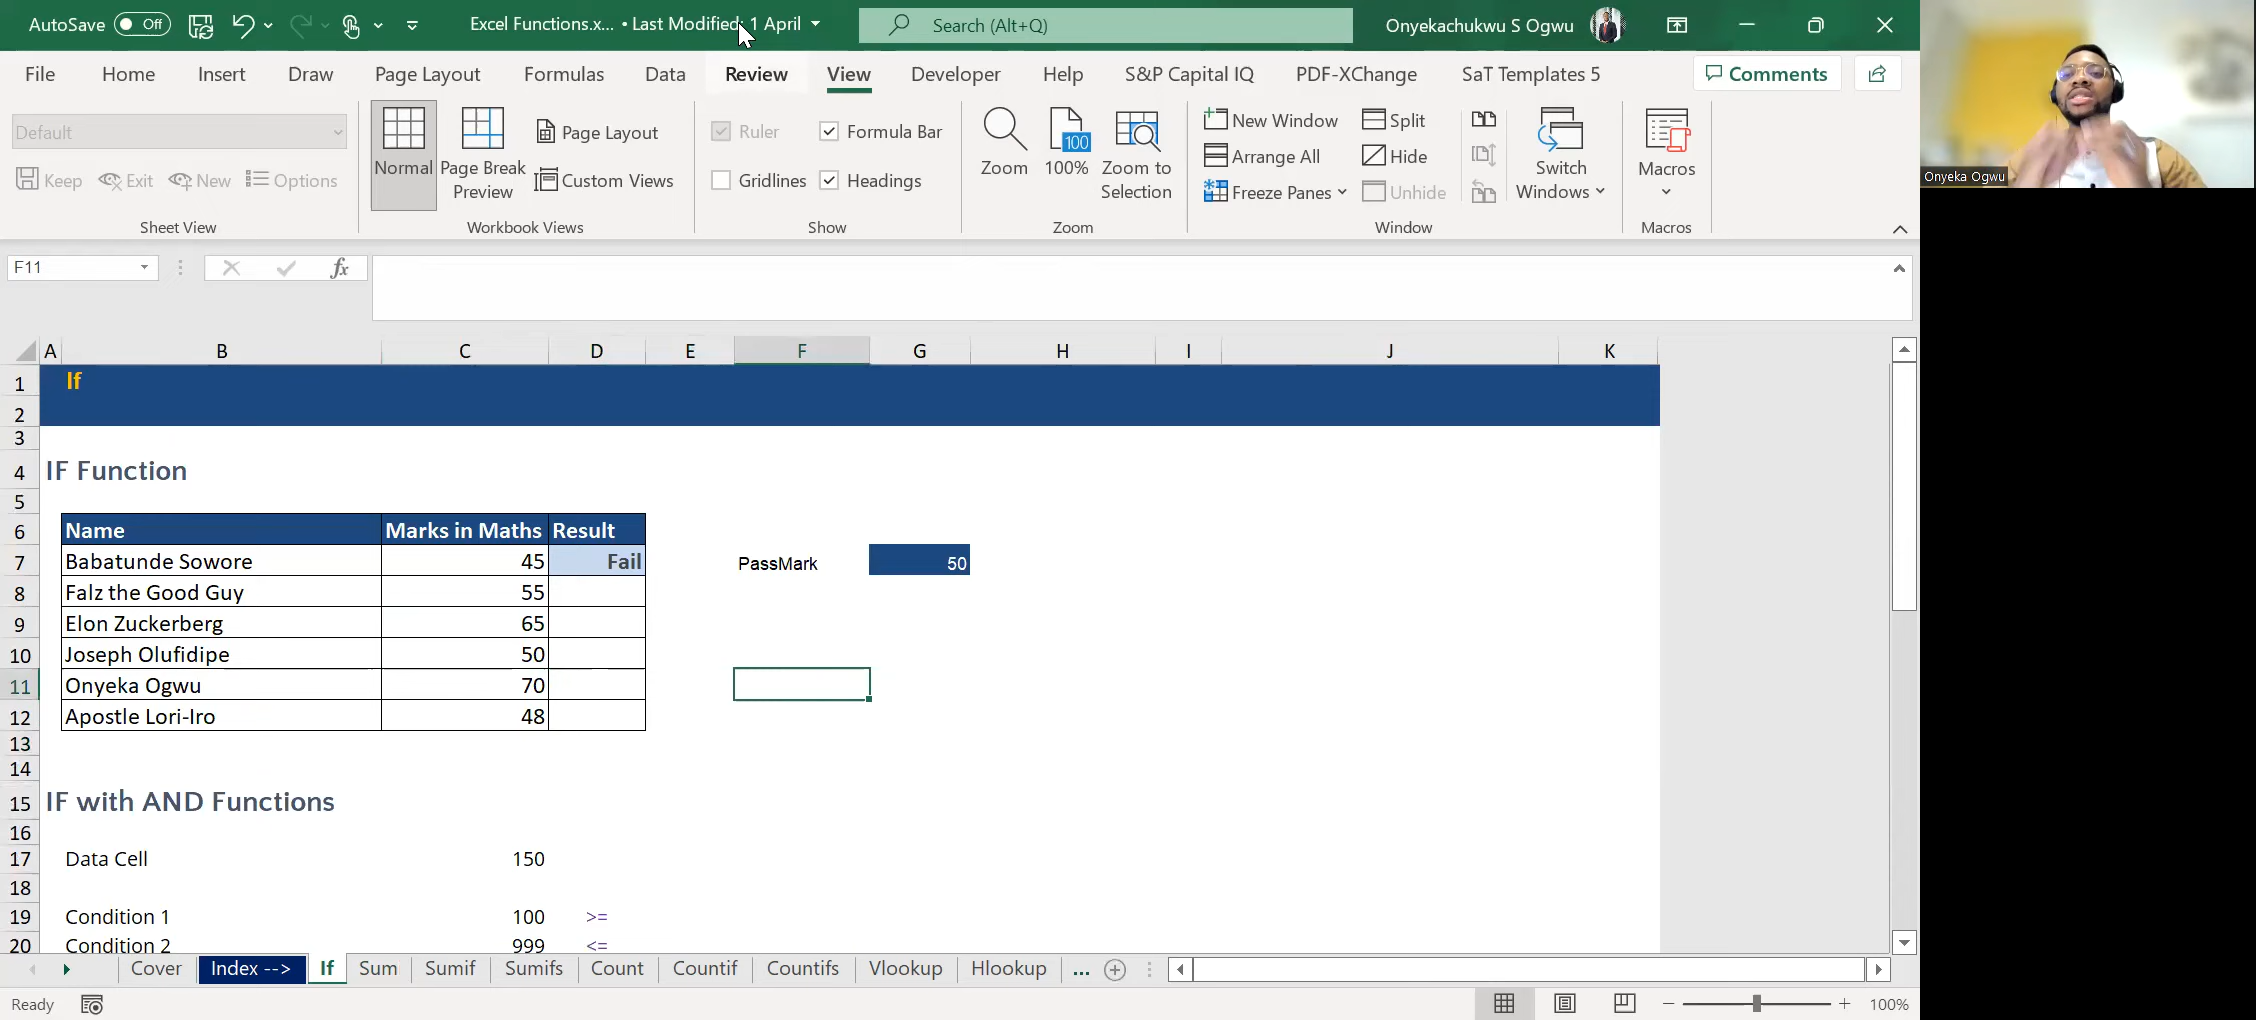 AutoSave Off Excel Functions.x... • Last Modified: 1 April Search (Alt+Q) Onyekachukwu S Ogwu
File Home Insert Draw Page Layout Formulas Data Review View Developer Help S&P Capital IQ PDF-XChange SaT Templates 5 Comments
Default
Keep Exit New Options
Sheet View
Normal
Page Break
Preview
Page Layout
Custom Views
Workbook Views
Ruler Formula Bar
Gridlines Headings
Show
Zoom
100
100%
Zoom to
Selection
Zoom
New Window
Arrange All
Freeze Panes
Split
Hide
Unhide
Switch
Windows
Window
Macros
Macros
Onyeka Ogwu
F11 fx
A B C D E F G H I J K
1 If
2
3
4 IF Function
5
6 Name Marks in Maths Result
7 Babatunde Sowore 45 Fail PassMark 50
8 Falz the Good Guy 55
9 Elon Zuckerberg 65
10 Joseph Olufidipe 50
11 Onyeka Ogwu 70
12 Apostle Lori-Iro 48
13
14
15 IF with AND Functions
16
17 Data Cell 150
18
19 Condition 1 100 >=
20 Condition 2 999 <=
Cover Index --> If Sum Sumif Sumifs Count Countif Countifs Vlookup Hlookup ...
Ready 100%